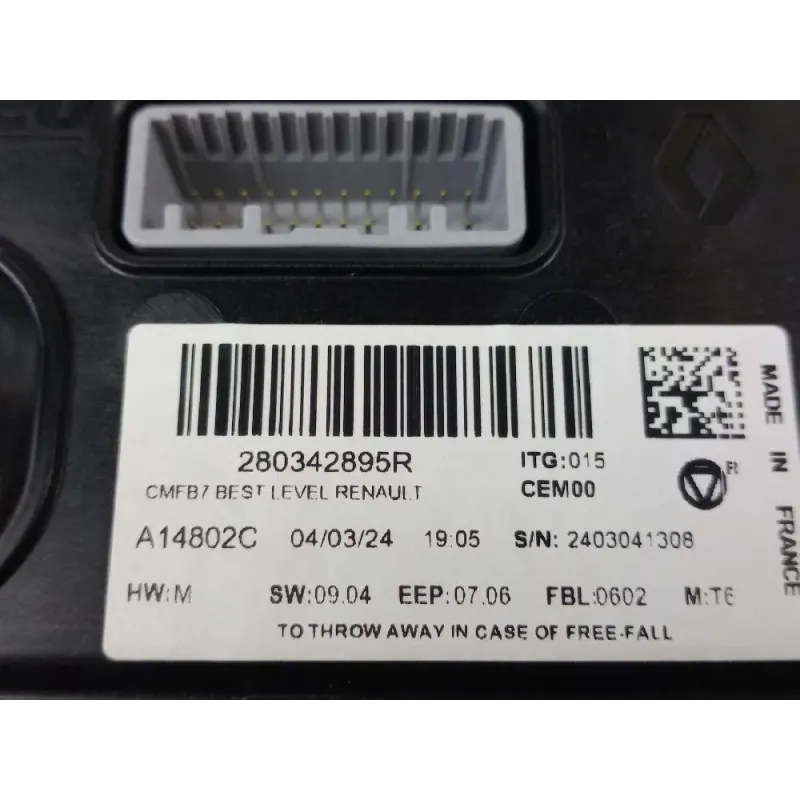 280342895R ITG:015
CMFB7 BEST LEVEL RENAULT CEM00
A14802C 04/03/24 19:05 S/N: 2403041308
HW:M SW:09.04 EEP:07.06 FBL:0602 M:T6
TO THROW AWAY IN CASE OF FREE-FALL
MADE IN FRANCE
R